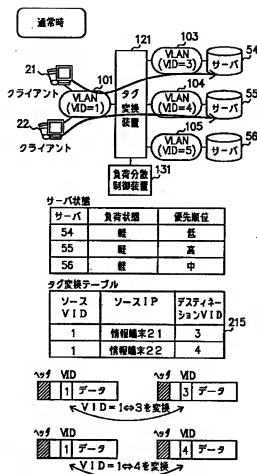 通常時
121
103
54
21
101
VLAN
(VID=3)
サーバ
クライアント
VLAN
(VID=1)
タグ
変換
装置
104
55
22
VLAN
(VID=4)
サーバ
クライアント
105
56
VLAN
(VID=5)
サーバ
負荷分散
制御装置
131
サーバ状態
サーバ 負荷状態 優先順位
54 軽 低
55 軽 高
56 軽 中
タグ変換テーブル
ソース
VID ソースIP デスティネー
ションVID
215
1 情報端末21 3
1 情報端末22 4
ヘッダ VID ヘッダ VID
1 データ 3 データ
VID=1⇔3を変換
ヘッダ VID ヘッダ VID
1 データ 4 データ
VID=1⇔4を変換